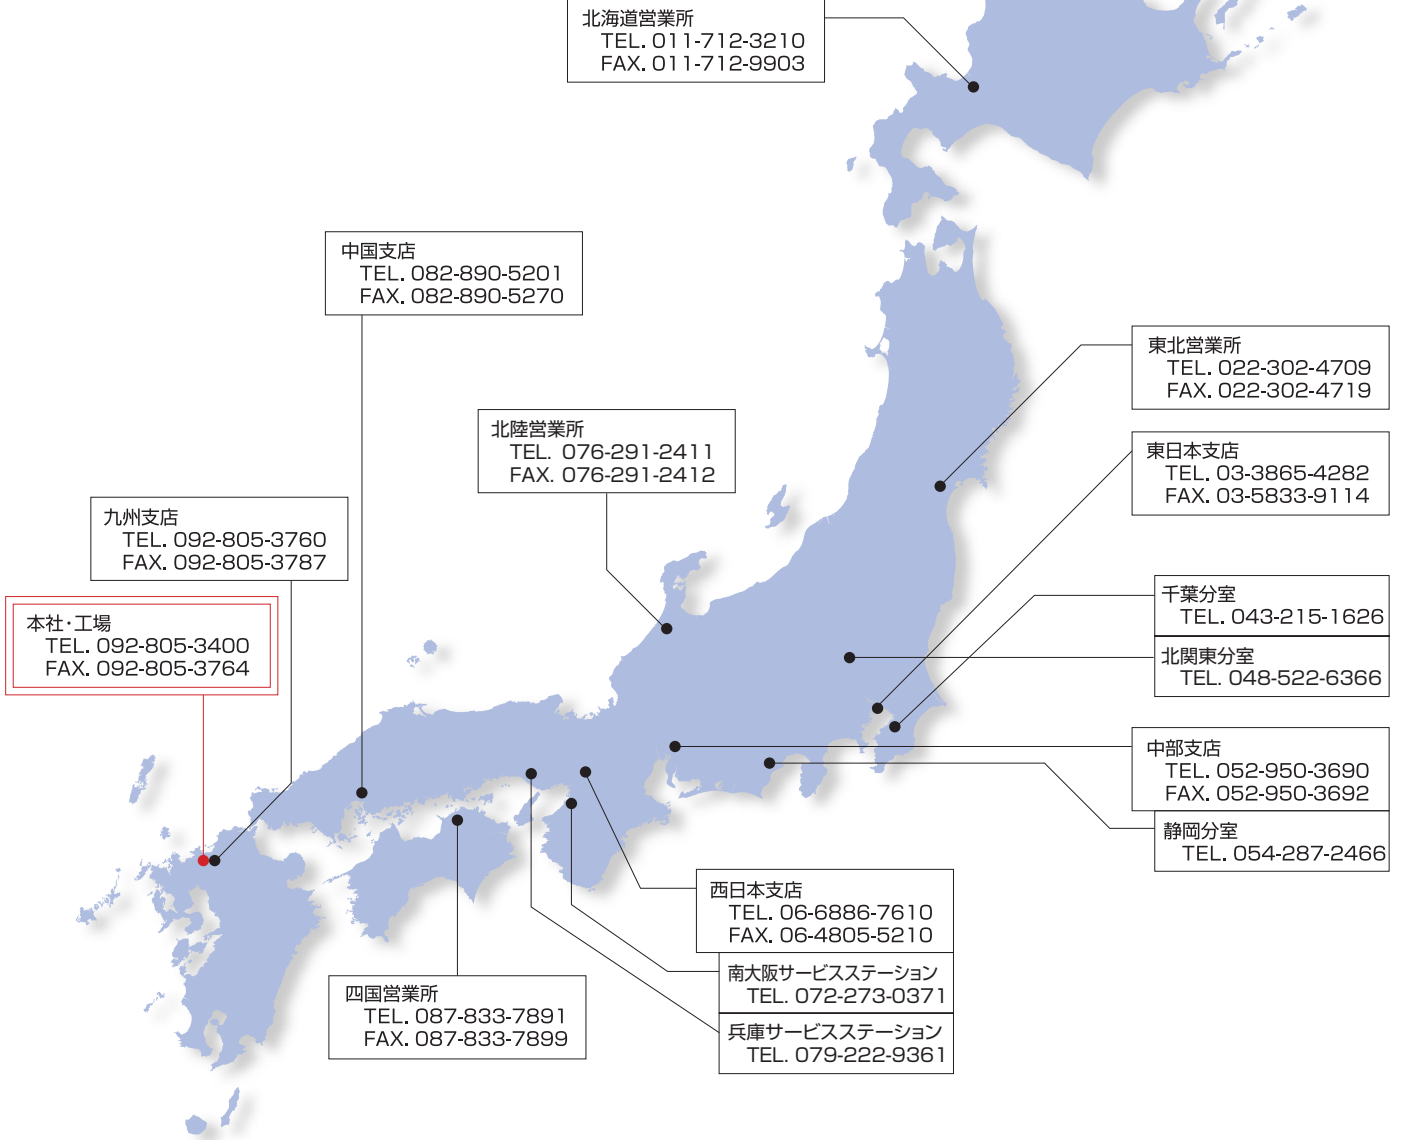 北海道営業所
TEL. 011-712-3210
FAX. 011-712-9903
中国支店
TEL. 082-890-5201
FAX. 082-890-5270
東北営業所
TEL. 022-302-4709
FAX. 022-302-4719
北陸営業所
TEL. 076-291-2411
FAX. 076-291-2412
東日本支店
TEL. 03-3865-4282
FAX. 03-5833-9114
九州支店
TEL. 092-805-3760
FAX. 092-805-3787
千葉分室
TEL. 043-215-1626
本社・工場
TEL. 092-805-3400
FAX. 092-805-3764
北関東分室
TEL. 048-522-6366
中部支店
TEL. 052-950-3690
FAX. 052-950-3692
静岡分室
TEL. 054-287-2466
西日本支店
TEL. 06-6886-7610
FAX. 06-4805-5210
南大阪サービスステーション
TEL. 072-273-0371
四国営業所
TEL. 087-833-7891
FAX. 087-833-7899
兵庫サービスステーション
TEL. 079-222-9361